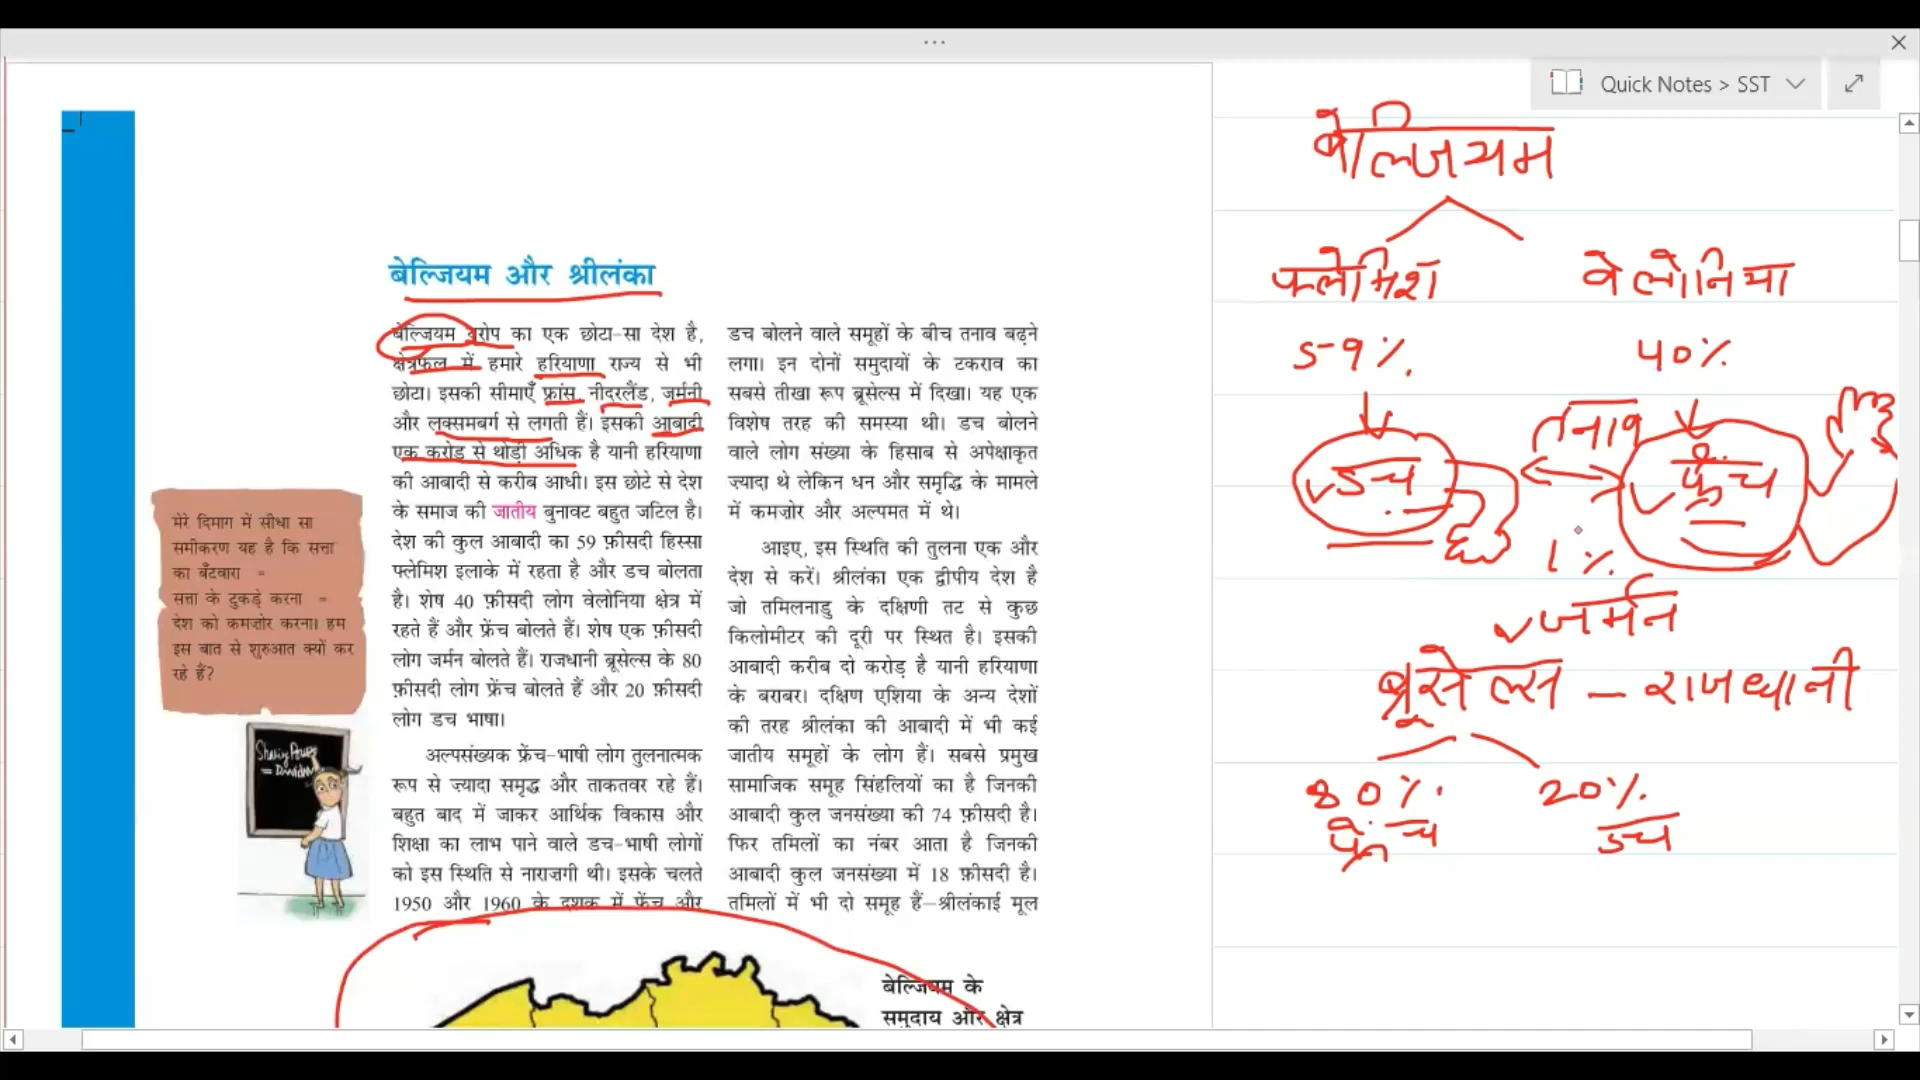 Quick Notes > SST
बेल्जियम और श्रीलंका
बेल्जियम यूरोप का एक छोटा-सा देश है,
क्षेत्रफल में हमारे हरियाणा राज्य से भी
छोटा। इसकी सीमाएँ फ्रांस, नीदरलैंड, जर्मनी
और लक्समबर्ग से लगती हैं। इसकी आबादी
एक करोड़ से थोड़ी अधिक है यानी हरियाणा
की आबादी से करीब आधी। इस छोटे से देश
के समाज की जातीय बुनावट बहुत जटिल है।
देश की कुल आबादी का 59 फ़ीसदी हिस्सा
फ्लेमिश इलाके में रहता है और डच बोलता
है। शेष 40 फ़ीसदी लोग वेलोनिया क्षेत्र में
रहते हैं और फ्रेंच बोलते हैं। शेष एक फ़ीसदी
लोग जर्मन बोलते हैं। राजधानी ब्रूसेल्स के 80
फ़ीसदी लोग फ्रेंच बोलते हैं और 20 फ़ीसदी
लोग डच भाषा।
अल्पसंख्यक फ्रेंच-भाषी लोग तुलनात्मक
रूप से ज़्यादा समृद्ध और ताकतवर रहे हैं।
बहुत बाद में जाकर आर्थिक विकास और
शिक्षा का लाभ पाने वाले डच-भाषी लोगों
को इस स्थिति से नाराज़गी थी। इसके चलते
1950 और 1960 के दशक में फ्रेंच और
डच बोलने वाले समूहों के बीच तनाव बढ़ने
लगा। इन दोनों समुदायों के टकराव का
सबसे तीखा रूप ब्रूसेल्स में दिखा। यह एक
विशेष तरह की समस्या थी। डच बोलने
वाले लोग संख्या के हिसाब से अपेक्षाकृत
ज़्यादा थे लेकिन धन और समृद्धि के मामले
में कमज़ोर और अल्पमत में थे।
आइए, इस स्थिति की तुलना एक और
देश से करें। श्रीलंका एक द्वीपीय देश है
जो तमिलनाडु के दक्षिणी तट से कुछ
किलोमीटर की दूरी पर स्थित है। इसकी
आबादी करीब दो करोड़ है यानी हरियाणा
के बराबर। दक्षिण एशिया के अन्य देशों
की तरह श्रीलंका की आबादी में भी कई
जातीय समूहों के लोग हैं। सबसे प्रमुख
सामाजिक समूह सिंहलियों का है जिनकी
आबादी कुल जनसंख्या की 74 फ़ीसदी है।
फिर तमिलों का नंबर आता है जिनकी
आबादी कुल जनसंख्या में 18 फ़ीसदी है।
तमिलों में भी दो समूह हैं-श्रीलंकाई मूल
मेरे दिमाग में सीधा सा
समीकरण यह है कि सत्ता
का बँटवारा =
सत्ता के टुकड़े करना =
देश को कमज़ोर करना। हम
इस बात से शुरुआत क्यों कर
रहे हैं?
Sharing Power
बेल्जियम के
समुदाय और क्षेत्र
बेल्जियम
फ्लेमिश वेलोनिया
59% 40%
तनाव
डच फ्रेंच
1%
जर्मन
ब्रूसेल्स - राजधानी
80% 20%
फ्रेंच डच